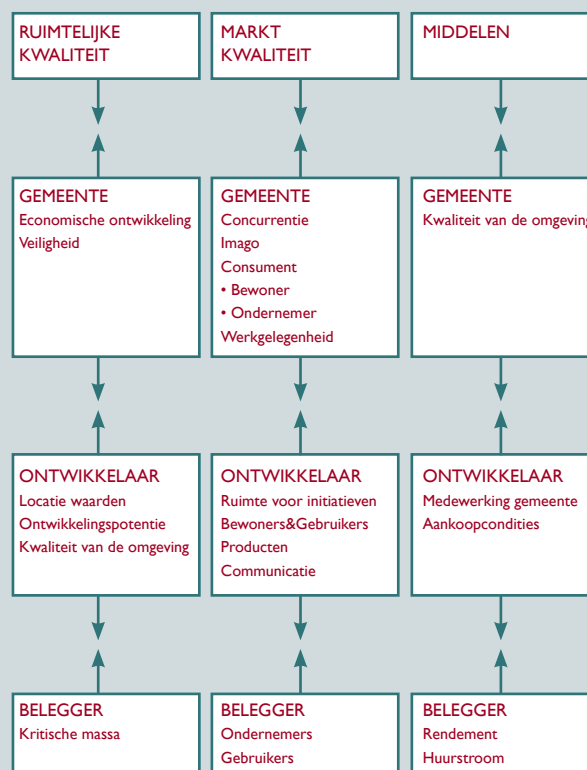 RUIMTELIJKE
KWALITEIT
MARKT
KWALITEIT
MIDDELEN
GEMEENTE
Economische ontwikkeling
Veiligheid
GEMEENTE
Concurrentie
Imago
Consument
• Bewoner
• Ondernemer
Werkgelegenheid
GEMEENTE
Kwaliteit van de omgeving
ONTWIKKELAAR
Locatie waarden
Ontwikkelingspotentie
Kwaliteit van de omgeving
ONTWIKKELAAR
Ruimte voor initiatieven
Bewoners&Gebruikers
Producten
Communicatie
ONTWIKKELAAR
Medewerking gemeente
Aankoopcondities
BELEGGER
Kritische massa
BELEGGER
Ondernemers
Gebruikers
BELEGGER
Rendement
Huurstroom